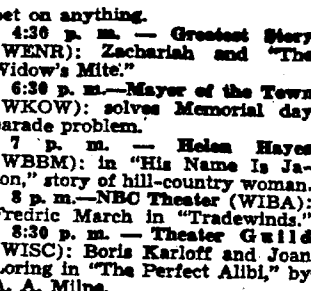 bet on anything.
4:30 p. m. — Greatest Story
WENR): Zachariah and "The
Widow's Mite."
6:30 p. m.—Mayor of the Town
WKOW): solves Memorial day
parade problem.
7 p. m. — Helen Hayes
WBBM): in "His Name Is Ja-
son," story of hill-country woman.
8 p. m.—NBC Theater (WIBA):
Fredric March in "Tradewinds."
8:30 p. m. — Theater Guild
WISC): Boris Karloff and Joan
Loring in "The Perfect Alibi," by
A. A. Milne.